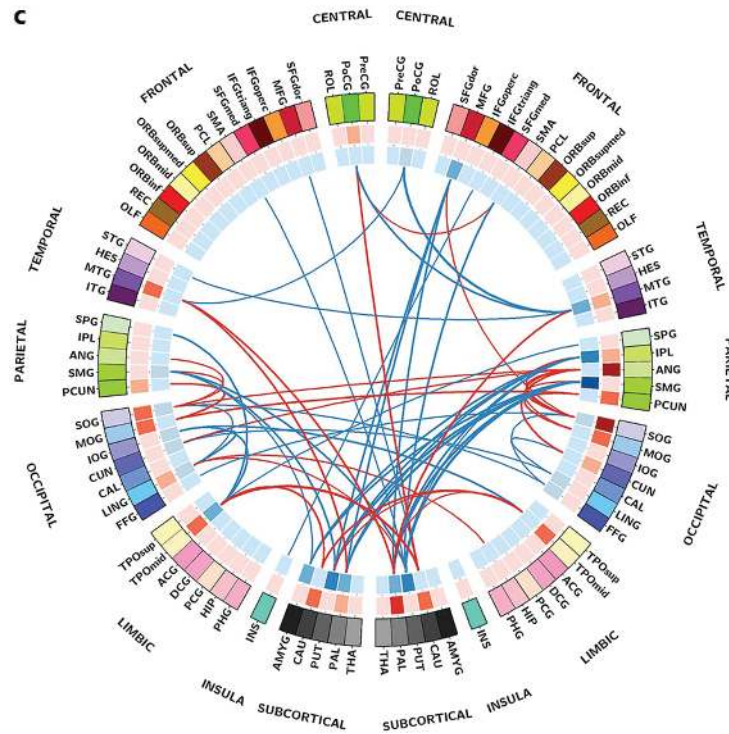 c
CENTRAL
CENTRAL
ROL
PoCG
PreCG
PreCG
PoCG
ROL
FRONTAL
SFGdor
MFG
IFGoperc
IFGtriang
SFGmed
SMA
PCL
ORBsup
ORBsupmed
ORBmid
ORBinf
REC
OLF
FRONTAL
SFGdor
MFG
IFGoperc
IFGtriang
SFGmed
SMA
PCL
ORBsup
ORBsupmed
ORBmid
ORBinf
REC
OLF
TEMPORAL
STG
HES
MTG
ITG
TEMPORAL
STG
HES
MTG
ITG
PARIETAL
SPG
IPL
ANG
SMG
PCUN
SPG
IPL
ANG
SMG
PCUN
OCCIPITAL
SOG
MOG
IOG
CUN
CAL
LING
FFG
OCCIPITAL
SOG
MOG
IOG
CUN
CAL
LING
FFG
LIMBIC
TPOsup
TPOmid
ACG
DCG
PCG
HIP
PHG
LIMBIC
TPOsup
TPOmid
ACG
DCG
PCG
HIP
PHG
INS
INSULA
INS
INSULA
AMYG
CAU
PUT
PAL
THA
SUBCORTICAL
THA
PAL
PUT
CAU
AMYG
SUBCORTICAL